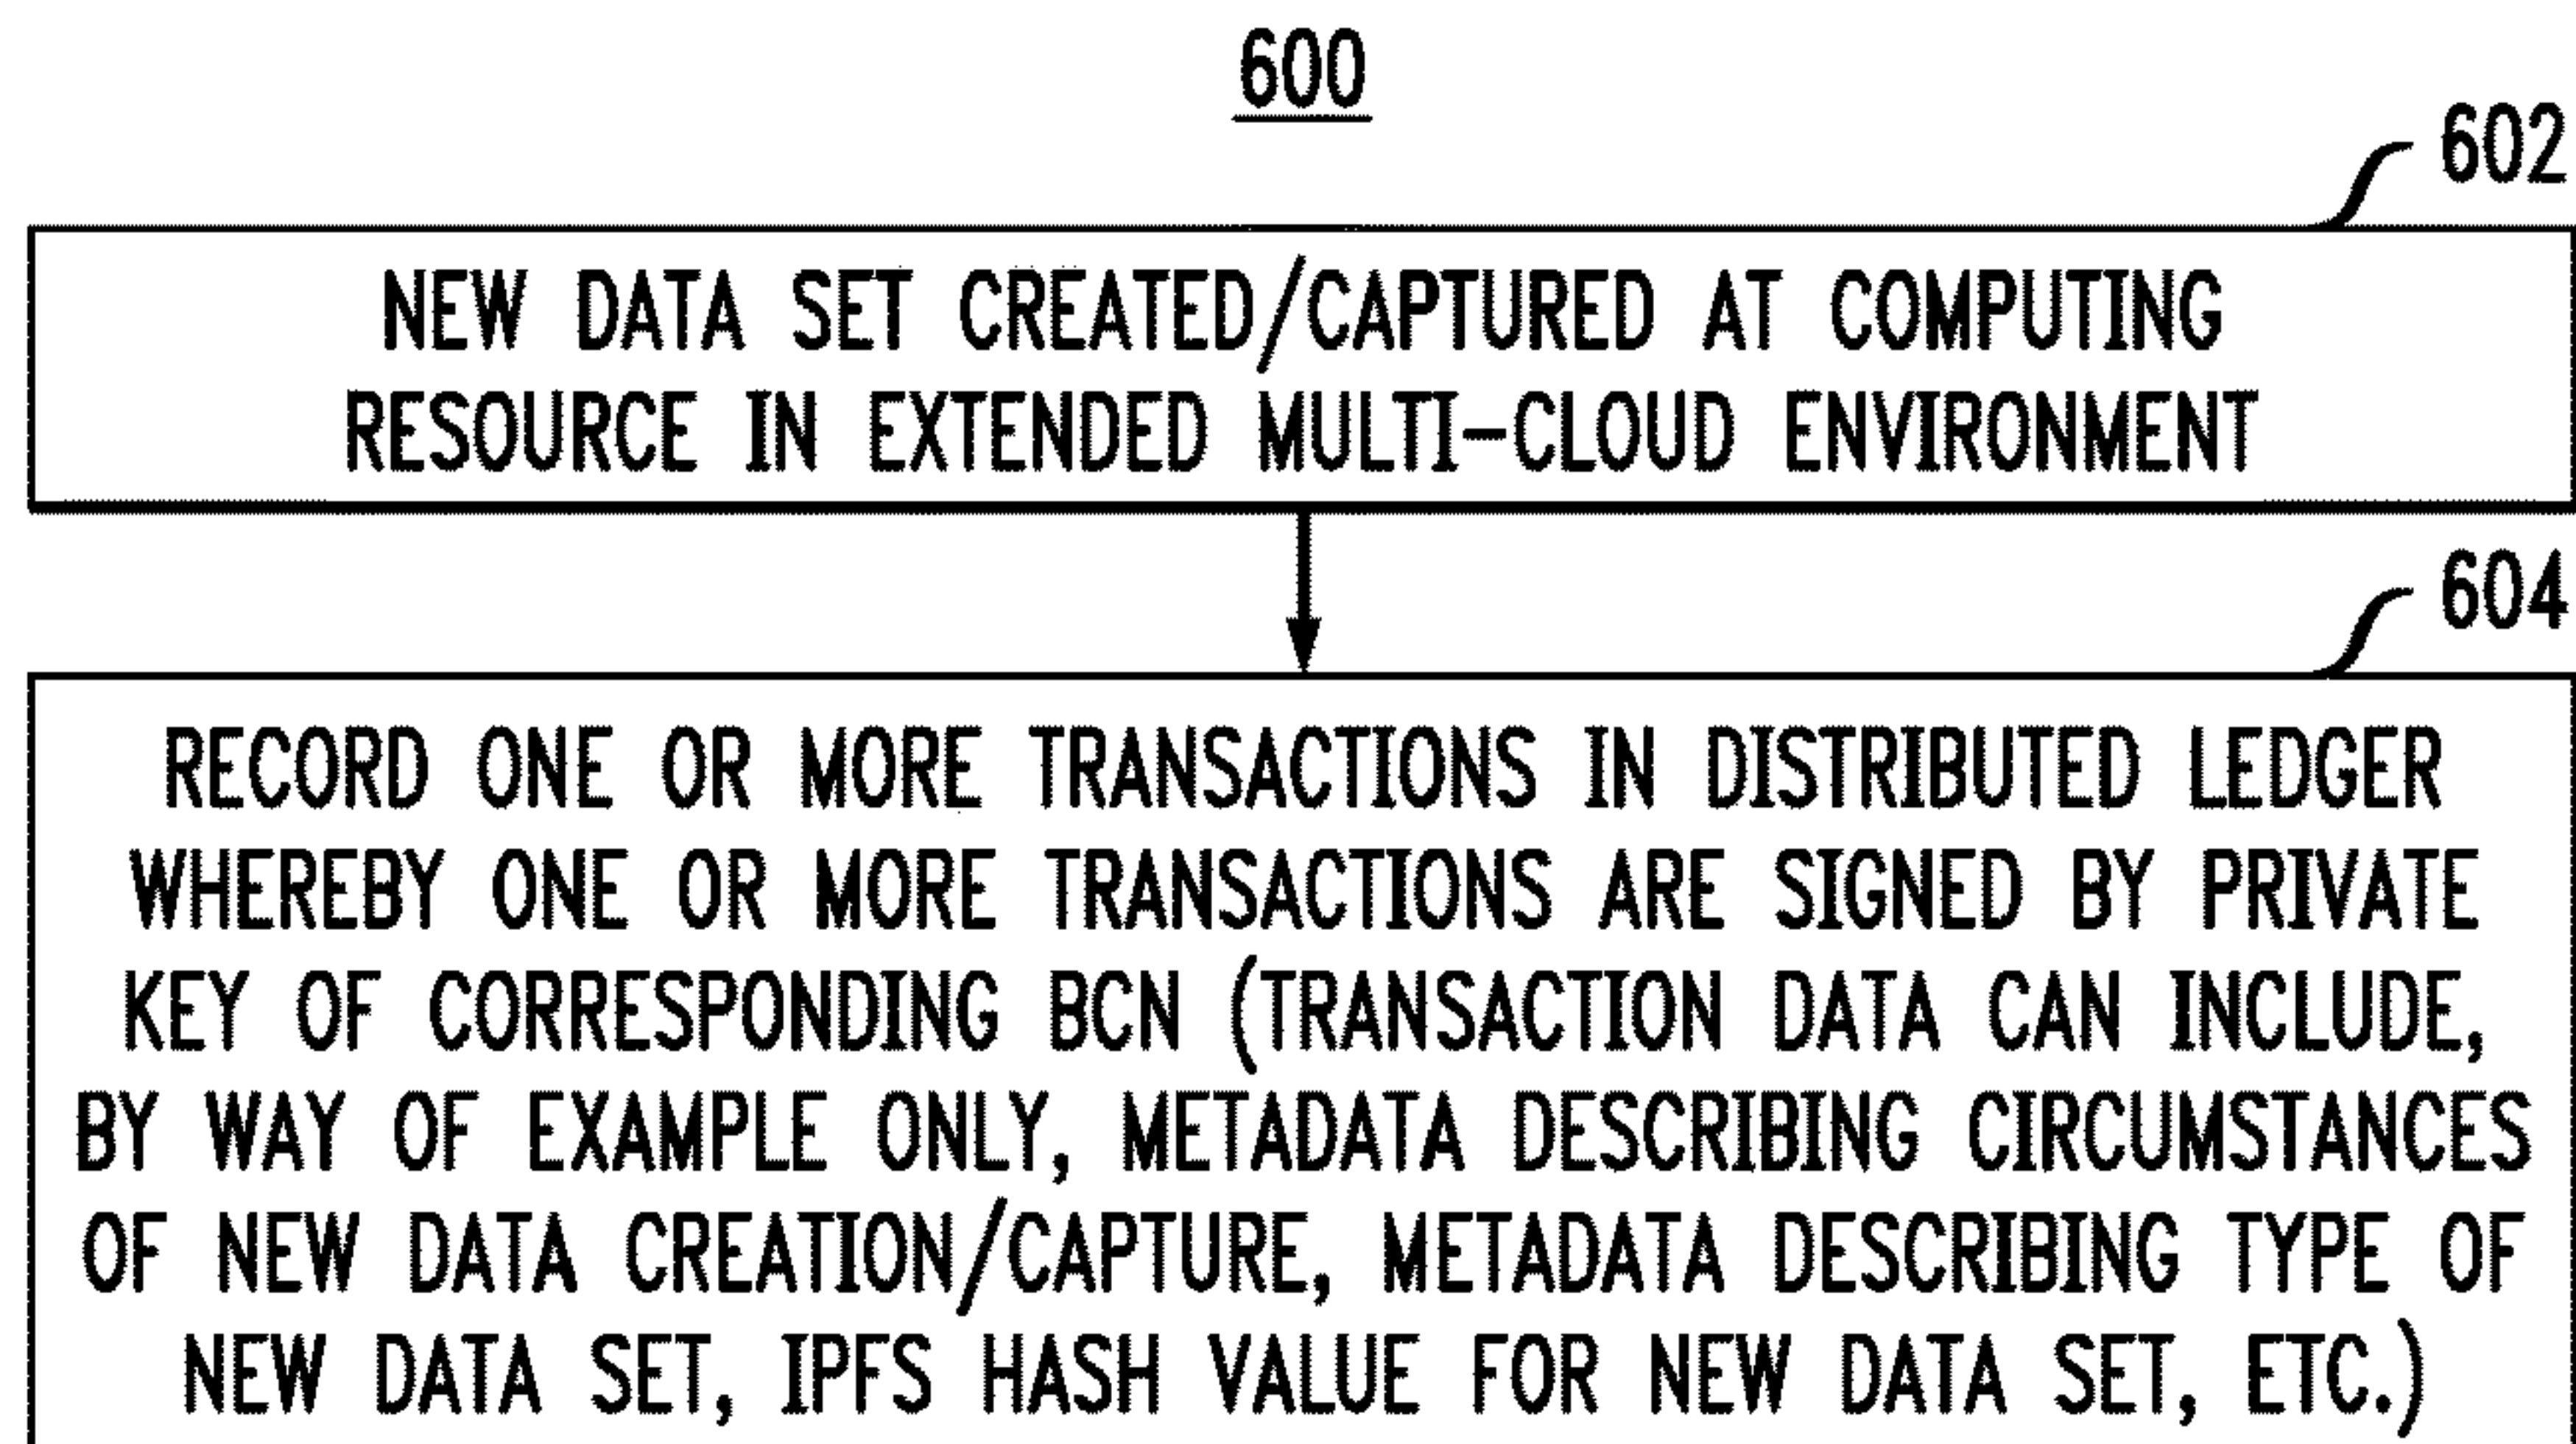 600
602
NEW DATA SET CREATED/CAPTURED AT COMPUTING
RESOURCE IN EXTENDED MULTI-CLOUD ENVIRONMENT
604
RECORD ONE OR MORE TRANSACTIONS IN DISTRIBUTED LEDGER
WHEREBY ONE OR MORE TRANSACTIONS ARE SIGNED BY PRIVATE
KEY OF CORRESPONDING BCN (TRANSACTION DATA CAN INCLUDE,
BY WAY OF EXAMPLE ONLY, METADATA DESCRIBING CIRCUMSTANCES
OF NEW DATA CREATION/CAPTURE, METADATA DESCRIBING TYPE OF
NEW DATA SET, IPFS HASH VALUE FOR NEW DATA SET, ETC.)